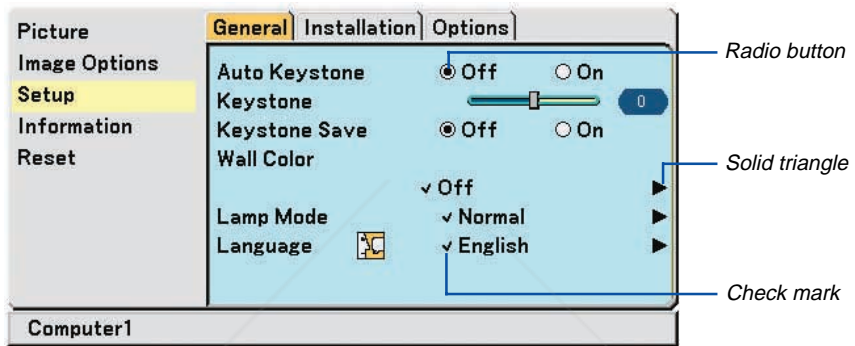 Picture
Image Options
Setup
Information
Reset
General Installation Options
Auto Keystone Off On
Keystone 0
Keystone Save Off On
Wall Color
Off
Lamp Mode Normal
Language English
Computer1
Radio button
Solid triangle
Check mark